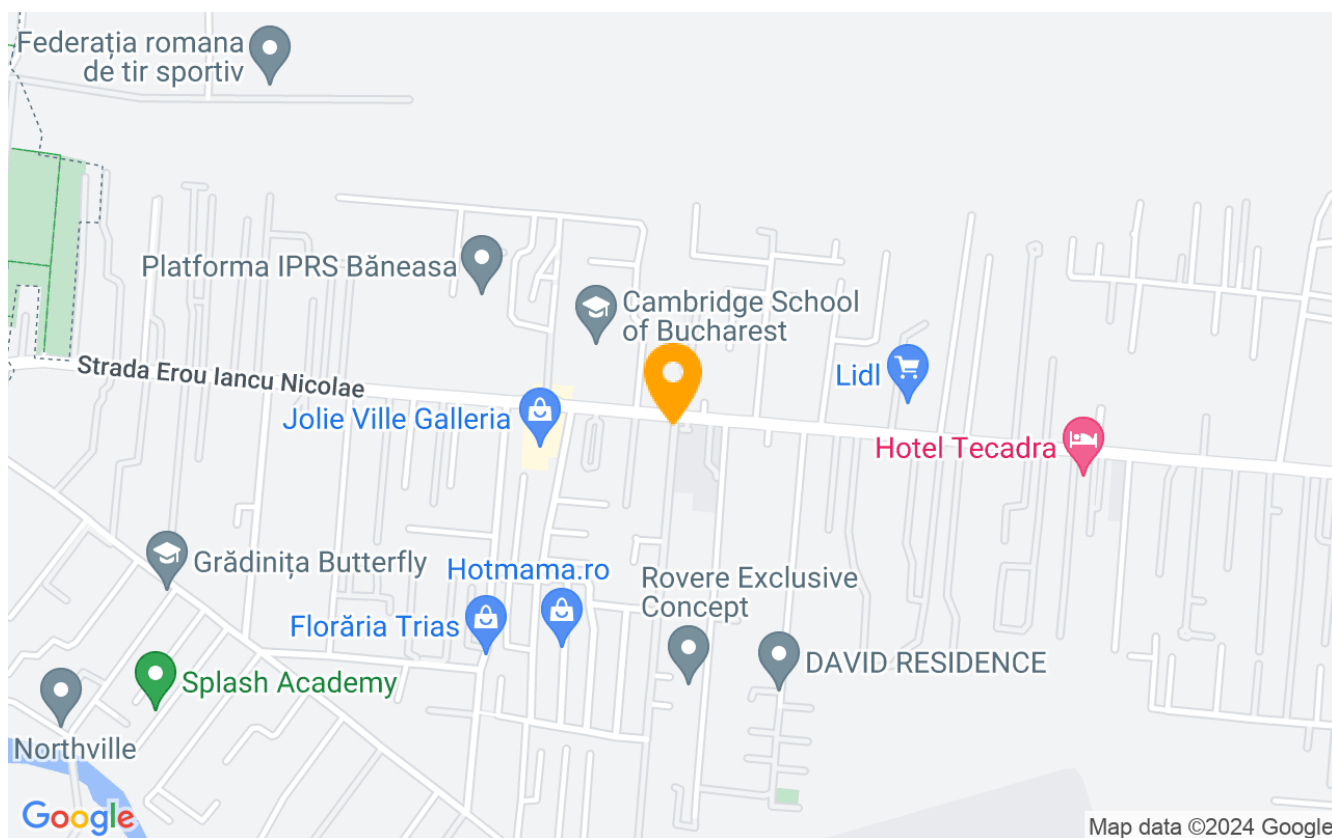 Federația romana
de tir sportiv
Platforma IPRS Băneasa
Cambridge School
of Bucharest
Strada Erou Iancu Nicolae
Lidl
Jolie Ville Galleria
Hotel Tecadra
Grădinița Butterfly
Hotmama.ro
Rovere Exclusive
Concept
Florăria Trias
DAVID RESIDENCE
Splash Academy
Northville
Google
Map data ©2024 Google